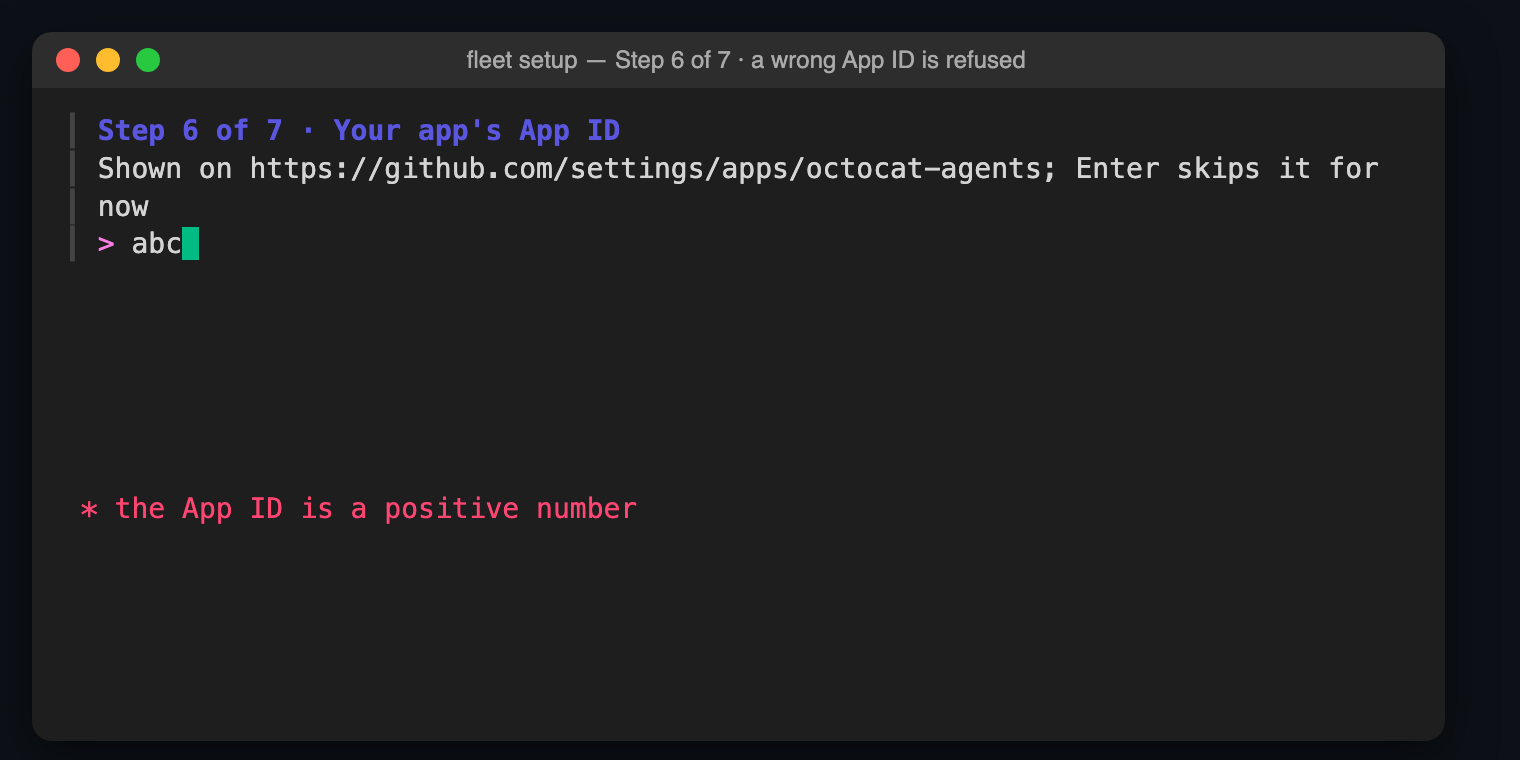 fleet setup — Step 6 of 7 · a wrong App ID is refused
Step 6 of 7 · Your app's App ID
Shown on https://github.com/settings/apps/octocat-agents; Enter skips it for
now
> abc
* the App ID is a positive number